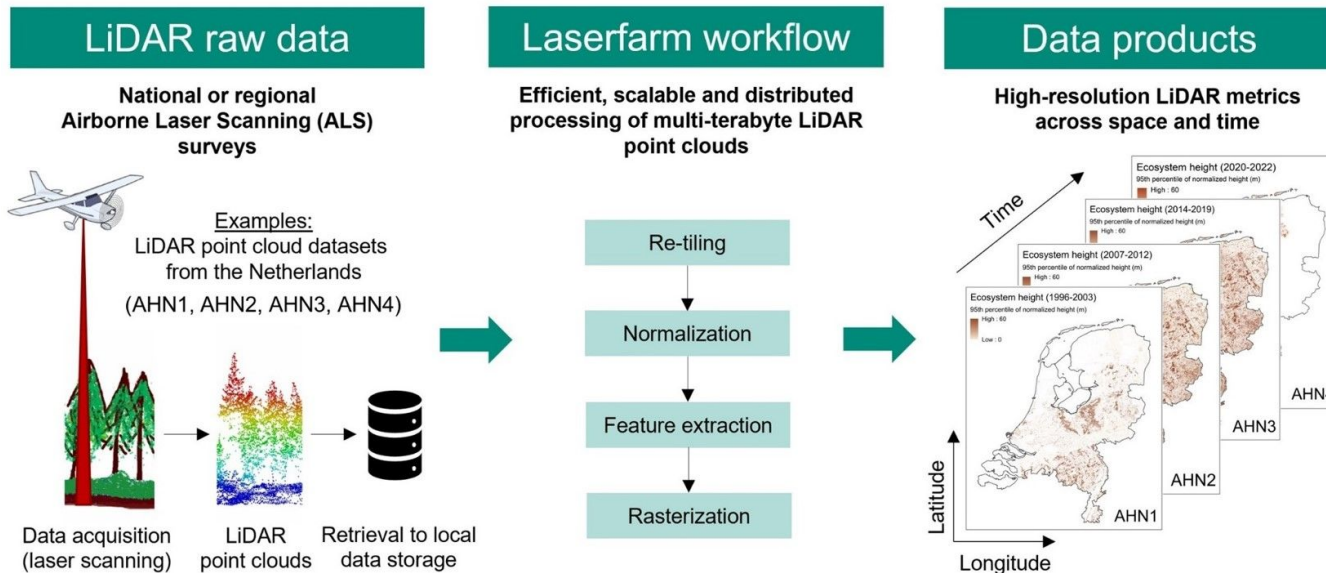 LiDAR raw data
National or regional
Airborne Laser Scanning (ALS)
surveys
Examples:
LiDAR point cloud datasets
from the Netherlands
(AHN1, AHN2, AHN3, AHN4)
Data acquisition
(laser scanning)
LiDAR
point clouds
Retrieval to local
data storage
Laserfarm workflow
Efficient, scalable and distributed
processing of multi-terabyte LiDAR
point clouds
Re-tiling
Normalization
Feature extraction
Rasterization
Data products
High-resolution LiDAR metrics
across space and time
Time
Ecosystem height (2020-2022)
95th percentile of normalized height (m)
High : 60
Ecosystem height (2014-2019)
95th percentile of normalized height (m)
High : 60
Ecosystem height (2007-2012)
95th percentile of normalized height (m)
High : 60
Ecosystem height (1996-2003)
95th percentile of normalized height (m)
High : 60
Low : 0
AHN3
AHN2
AHN1
Latitude
Longitude